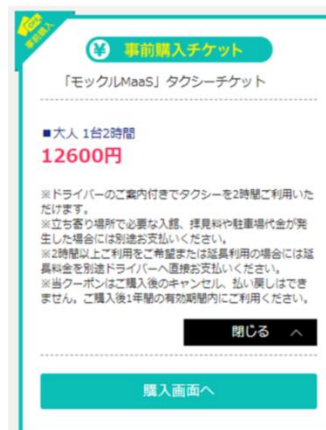 事前購入
事前購入チケット
「モックルMaaS」タクシーチケット
■大人 1台2時間
12600円
※ドライバーのご案内付きでタクシーを2時間ご利用いた
だけます。
※立ち寄り場所で必要な入館、拝見料や駐車場代金が発
生した場合には別途お支払いください。
※2時間以上ご利用をご希望または延長利用の場合には延
長料金を別途ドライバーへ直接お支払いください。
※当クーポンはご購入後のキャンセル、払い戻しはでき
ません。ご購入後1年間の有効期間内にご利用ください。
閉じる
購入画面へ